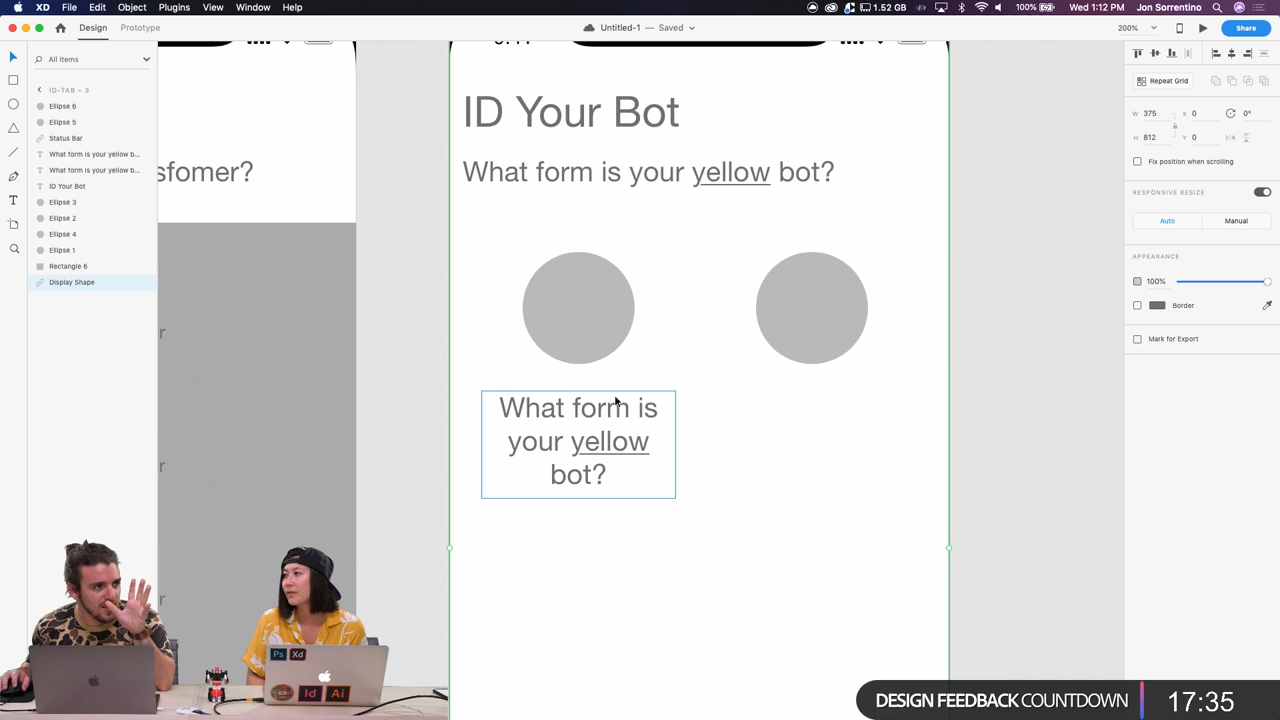 XD File Edit Object Plugins View Window Help
1.52 GB 100% Wed 1:12 PM
Design Prototype
Untitled-1 — Saved
200%
Share
All Items
ID-TAB – 3
Ellipse 6
Ellipse 5
Status Bar
What form is your yellow b...
What form is your yellow b...
ID Your Bot
Ellipse 3
Ellipse 2
Ellipse 4
Ellipse 1
Rectangle 6
Display Shape
sfomer?
r
r
r
ID Your Bot
What form is your yellow bot?
What form is
your yellow
bot?
Repeat Grid
W 375 X 0 0°
H 812 Y 0
Fix position when scrolling
RESPONSIVE RESIZE
Auto Manual
APPEARANCE
100%
Border
Mark for Export
Ps Xd
Id Ai
DESIGN FEEDBACK COUNTDOWN 17:35